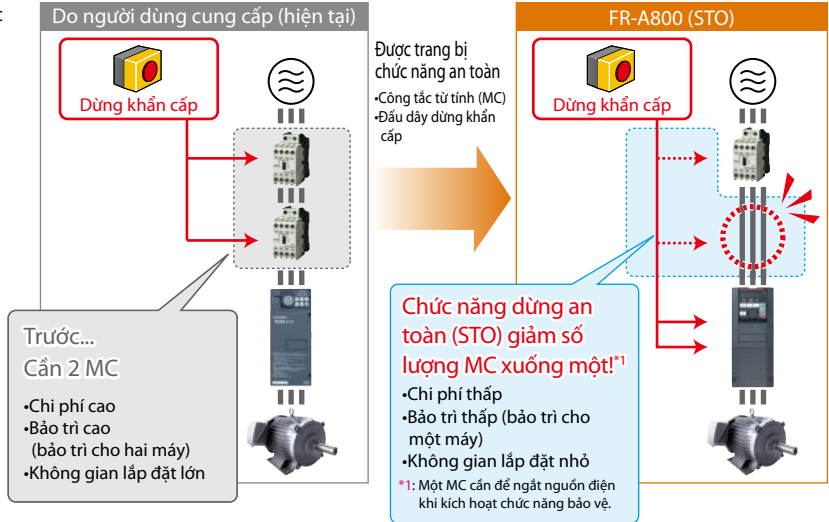 Do người dùng cung cấp (hiện tại)
Dừng khẩn cấp
Trước...
Cần 2 MC
•Chi phí cao
•Bảo trì cao
(bảo trì cho hai máy)
•Không gian lắp đặt lớn
Được trang bị
chức năng an toàn
•Công tắc từ tính (MC)
•Đấu dây dừng khẩn
cấp
FR-A800 (STO)
Dừng khẩn cấp
Chức năng dừng an
toàn (STO) giảm số
lượng MC xuống một!*1
•Chi phí thấp
•Bảo trì thấp (bảo trì cho
một máy)
•Không gian lắp đặt nhỏ
*1: Một MC cần để ngắt nguồn điện
khi kích hoạt chức năng bảo vệ.